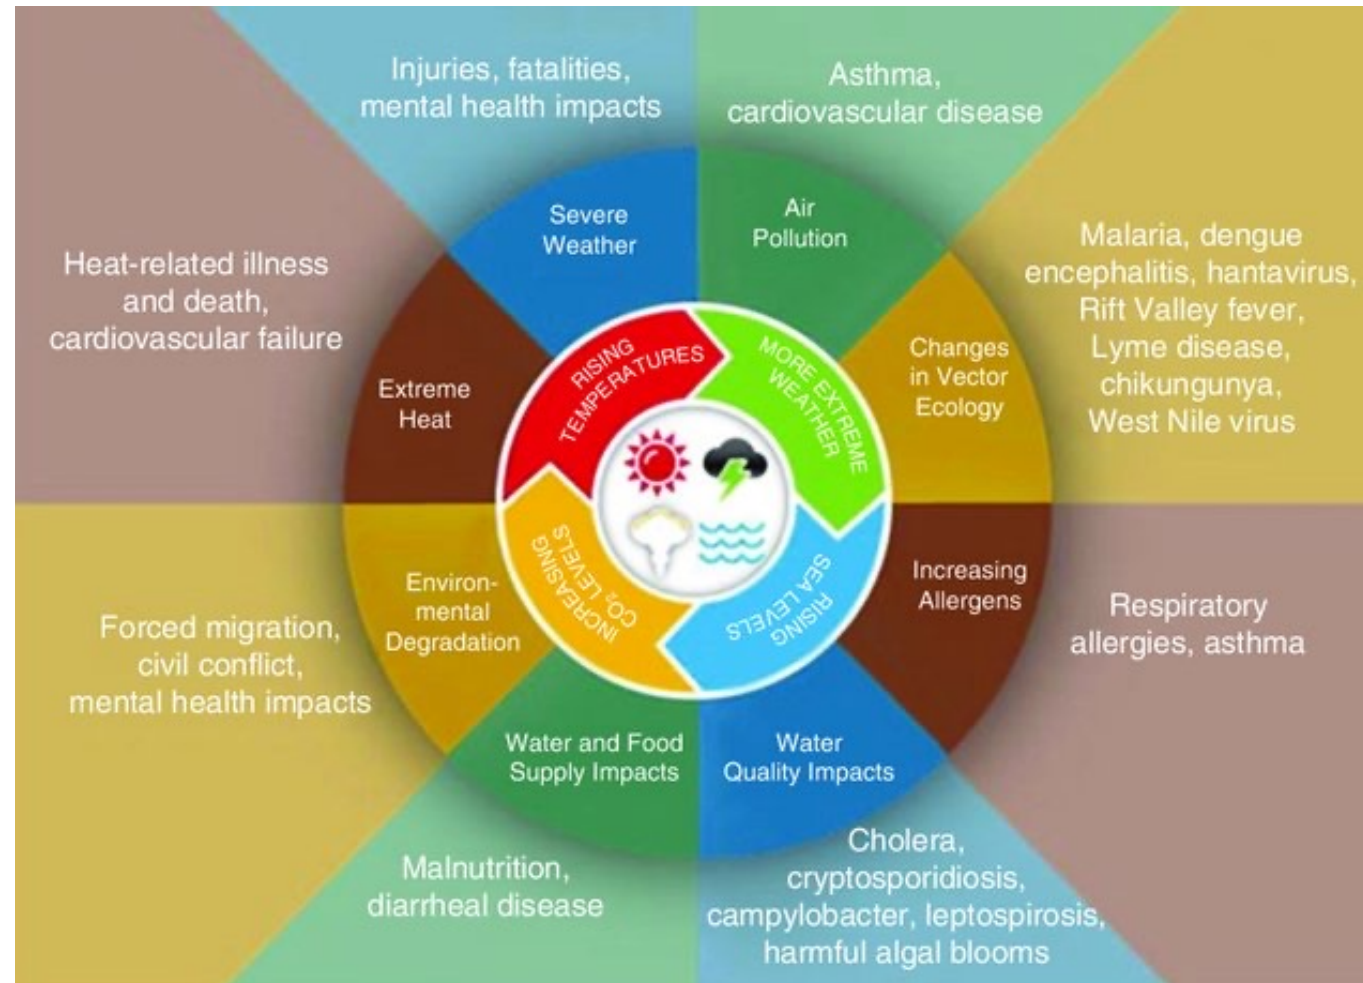 Injuries, fatalities,
mental health impacts
Asthma,
cardiovascular disease
Severe
Weather
Air
Pollution
Heat-related illness
and death,
cardiovascular failure
Extreme
Heat
Changes
in Vector
Ecology
Malaria, dengue
encephalitis, hantavirus,
Rift Valley fever,
Lyme disease,
chikungunya,
West Nile virus
RISING
TEMPERATURES
MORE EXTREME
WEATHER
INCREASING
CO₂ LEVELS
RISING
SEA LEVELS
Forced migration,
civil conflict,
mental health impacts
Environ-
mental
Degradation
Increasing
Allergens
Respiratory
allergies, asthma
Water and Food
Supply Impacts
Water
Quality Impacts
Malnutrition,
diarrheal disease
Cholera,
cryptosporidiosis,
campylobacter, leptospirosis,
harmful algal blooms